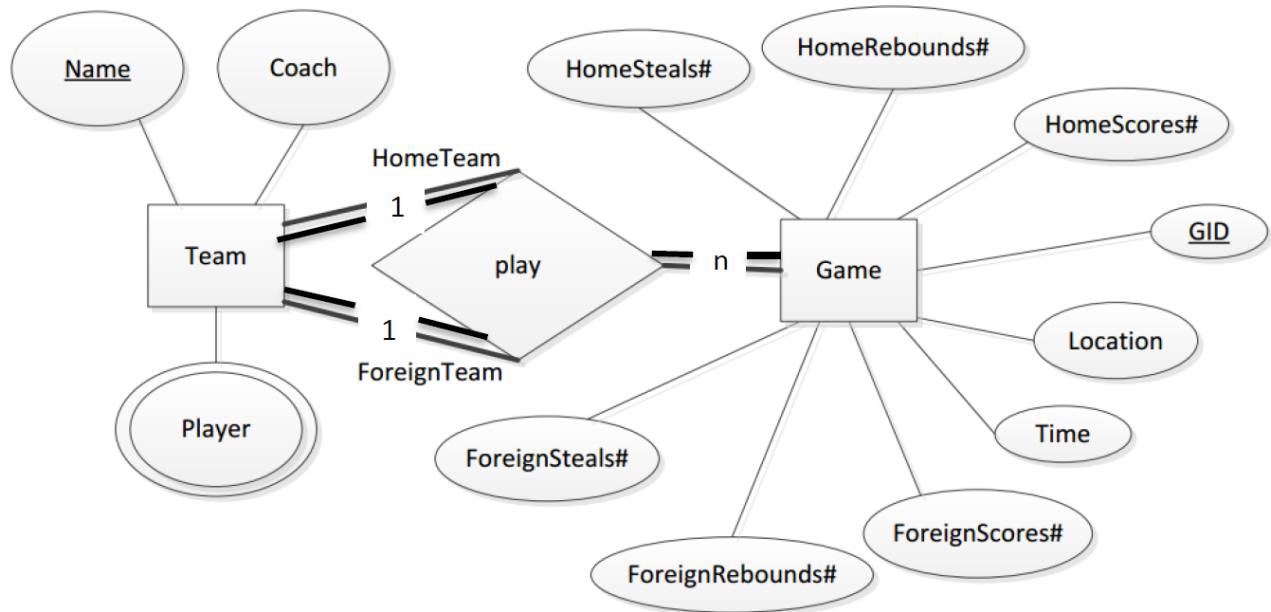 Name
Coach
HomeSteals#
HomeRebounds#
HomeScores#
HomeTeam
1
Team
play
n
Game
GID
1
ForeignTeam
Location
Player
Time
ForeignSteals#
ForeignScores#
ForeignRebounds#